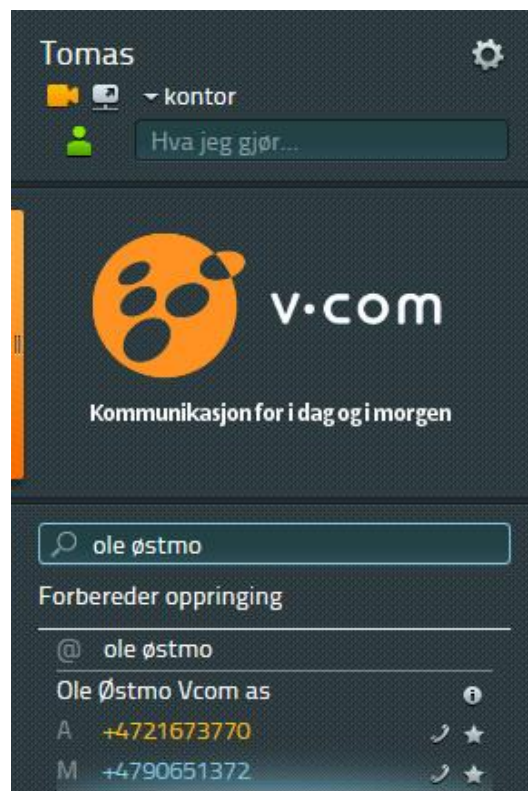 Tomas
kontor
Hva jeg gjør...
v·com
Kommunikasjon for i dag og i morgen
ole østmo
Forbereder oppringing
@ ole østmo
Ole Østmo Vcom as
A +4721673770
M +4790651372